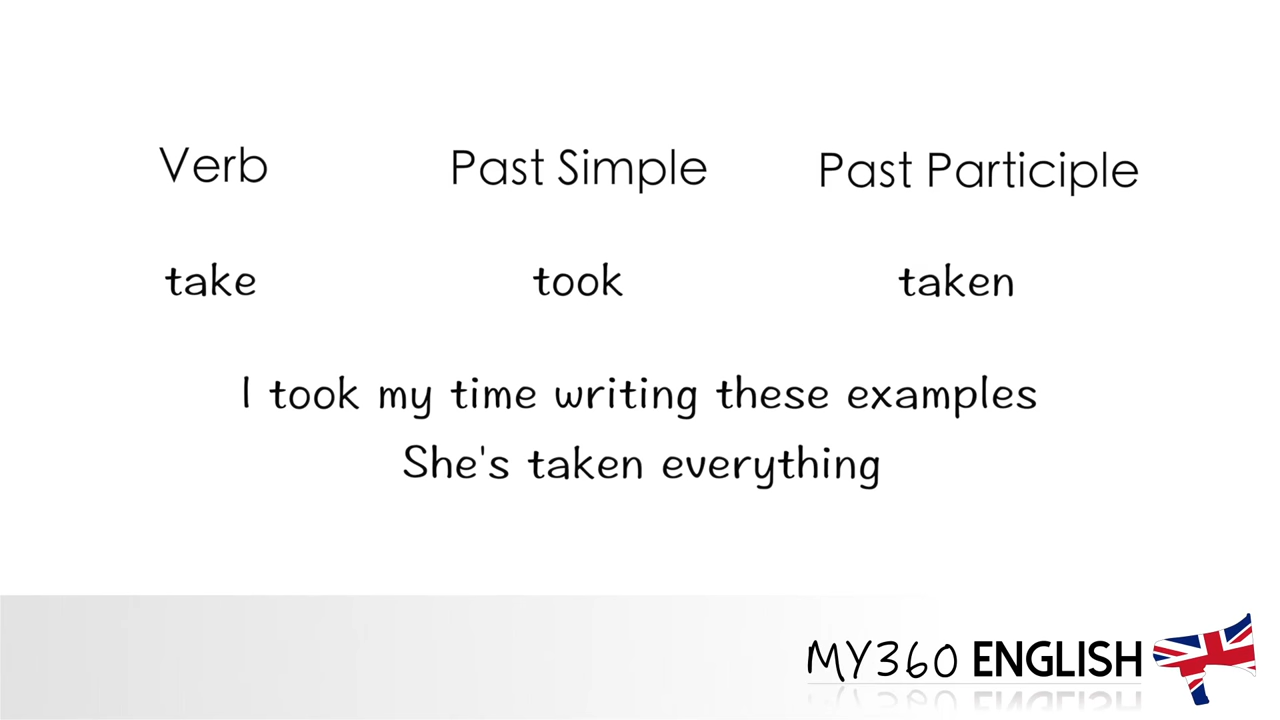 Verb Past Simple Past Participle
take took taken
I took my time writing these examples
She's taken everything
MY360 ENGLISH